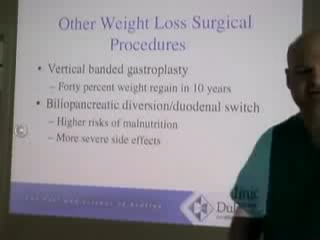 Other Weight Loss Surgical
Procedures
• Vertical banded gastroplasty
– Forty percent weight regain in 10 years
• Biliopancreatic diversion/duodenal switch
– Higher risks of malnutrition
– More severe side effects